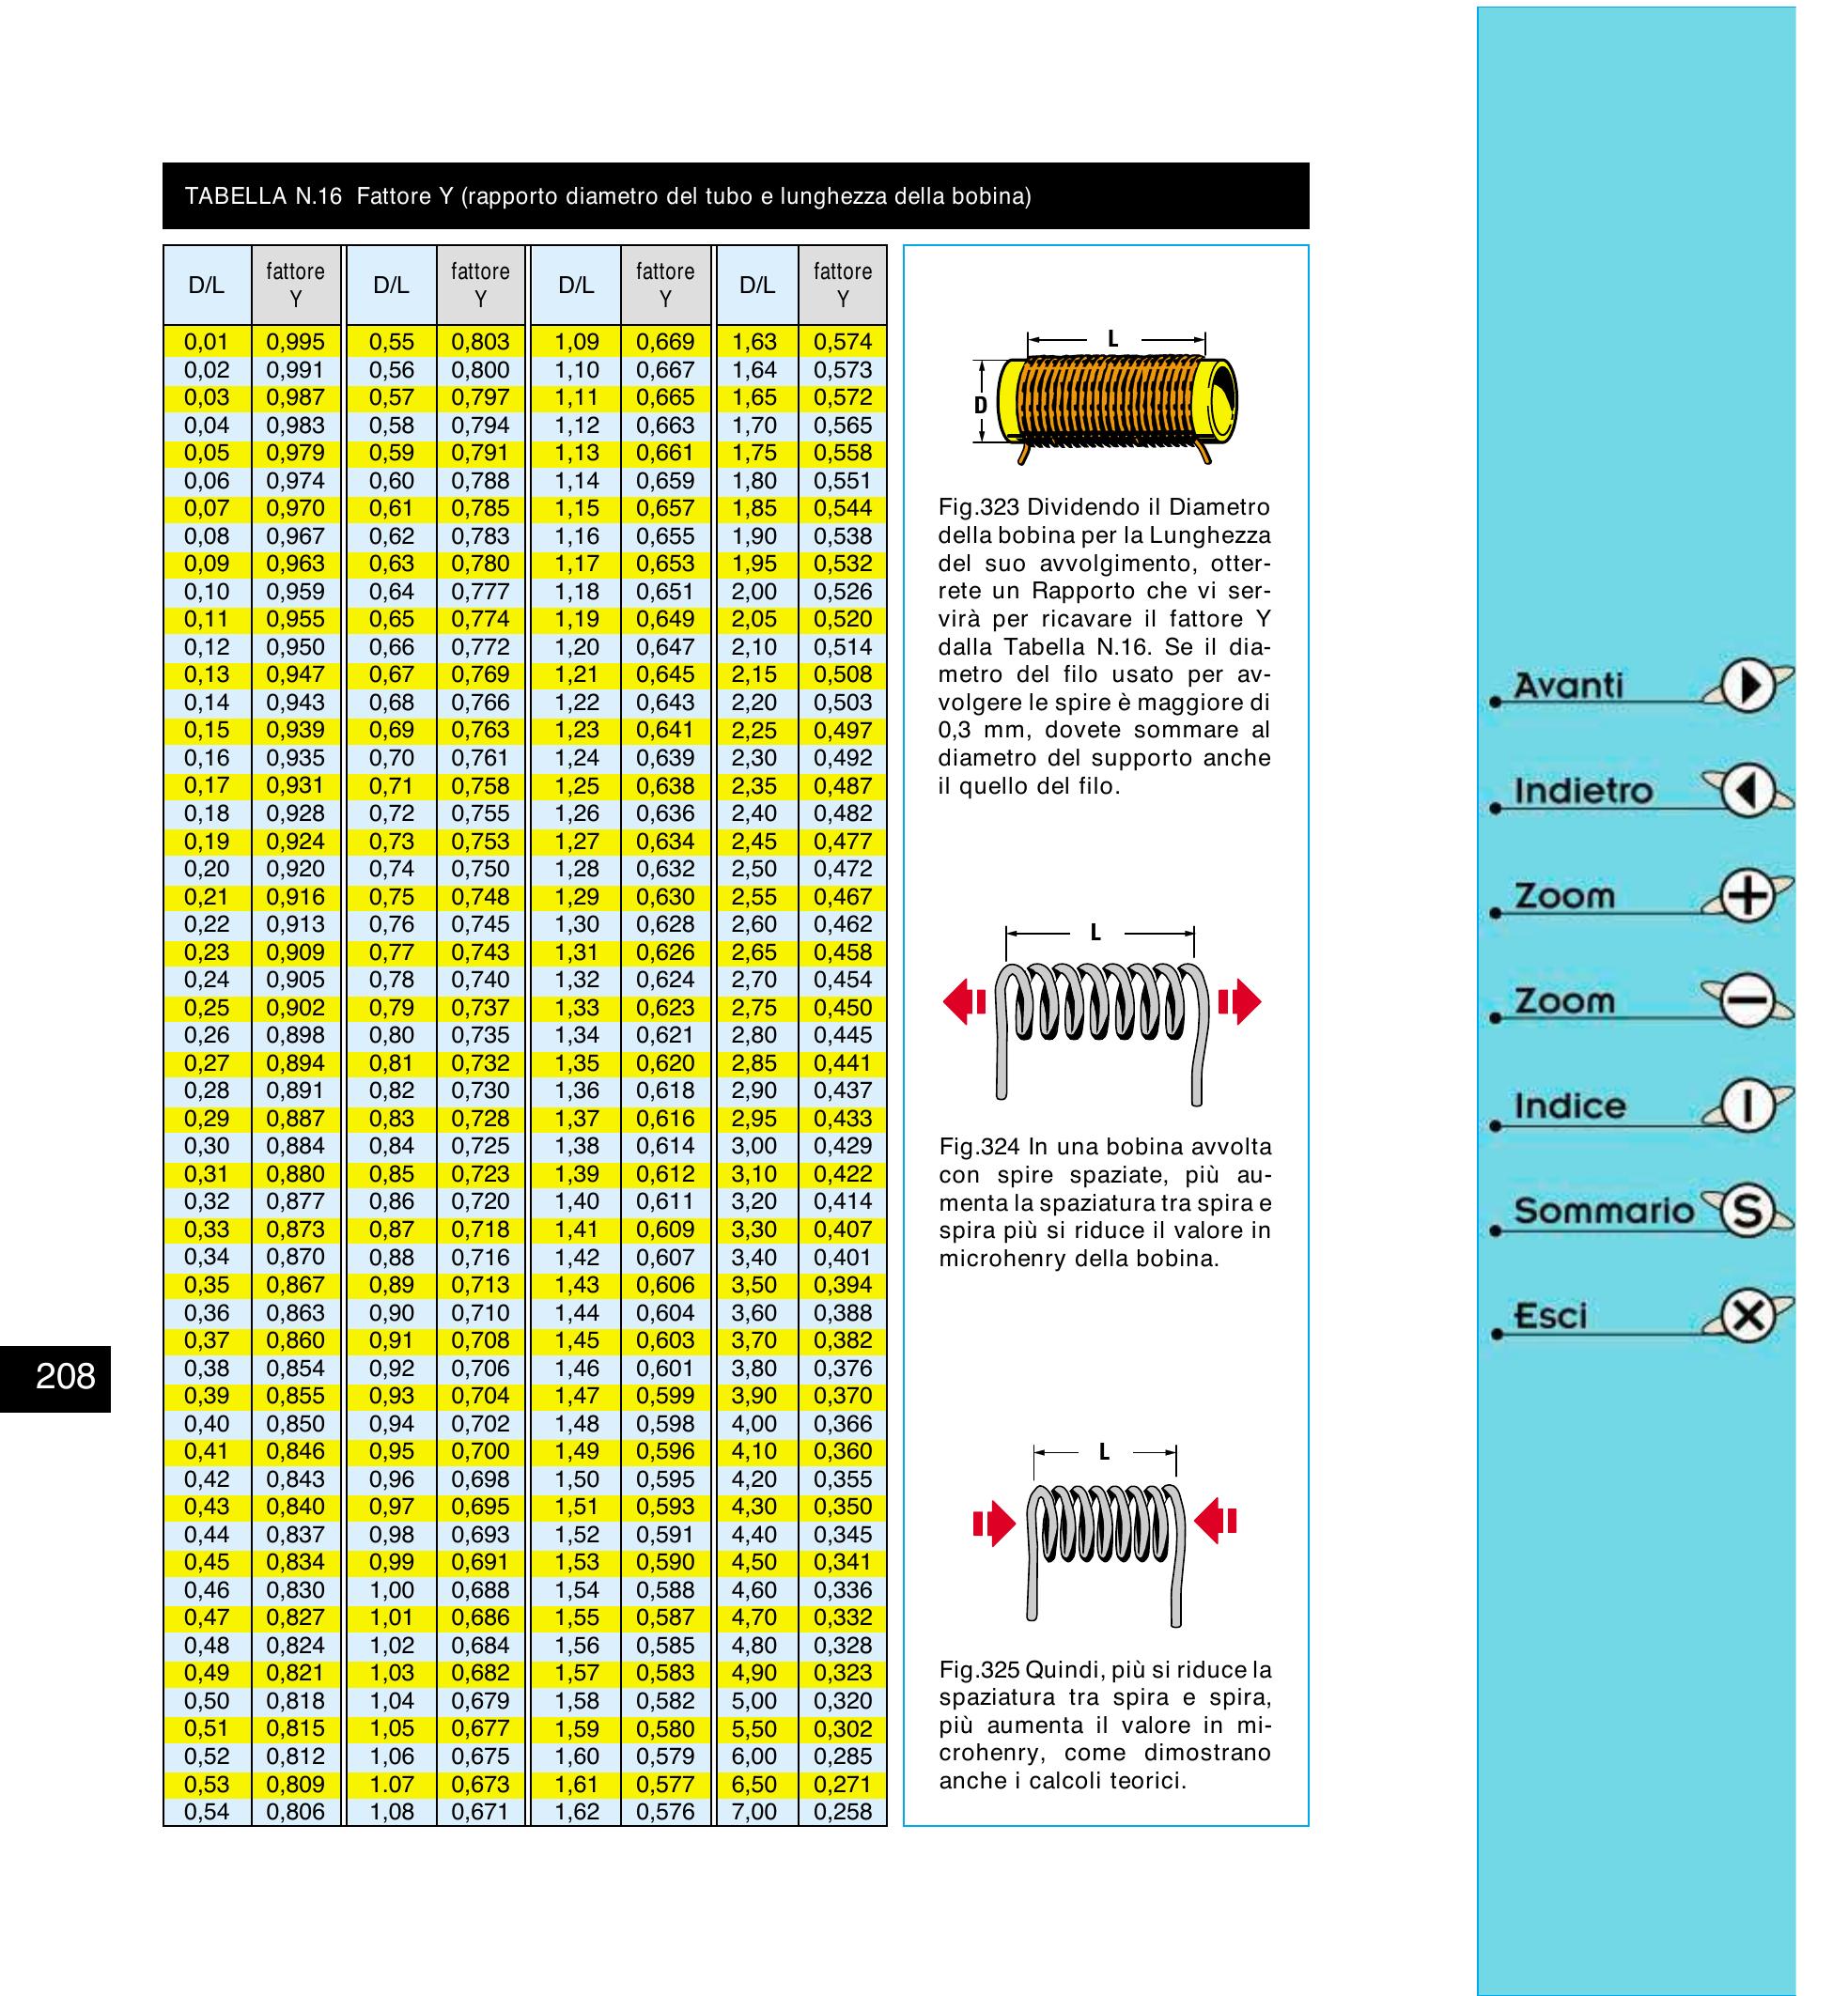 TABELLA N.16 Fattore Y (rapporto diametro del tubo e lunghezza della bobina)
D/L fattore Y D/L fattore Y D/L fattore Y D/L fattore Y
0,01 0,995 0,55 0,803 1,09 0,669 1,63 0,574
0,02 0,991 0,56 0,800 1,10 0,667 1,64 0,573
0,03 0,987 0,57 0,797 1,11 0,665 1,65 0,572
0,04 0,983 0,58 0,794 1,12 0,663 1,70 0,565
0,05 0,979 0,59 0,791 1,13 0,661 1,75 0,558
0,06 0,974 0,60 0,788 1,14 0,659 1,80 0,551
0,07 0,970 0,61 0,785 1,15 0,657 1,85 0,544
0,08 0,967 0,62 0,783 1,16 0,655 1,90 0,538
0,09 0,963 0,63 0,780 1,17 0,653 1,95 0,532
0,10 0,959 0,64 0,777 1,18 0,651 2,00 0,526
0,11 0,955 0,65 0,774 1,19 0,649 2,05 0,520
0,12 0,950 0,66 0,772 1,20 0,647 2,10 0,514
0,13 0,947 0,67 0,769 1,21 0,645 2,15 0,508
0,14 0,943 0,68 0,766 1,22 0,643 2,20 0,503
0,15 0,939 0,69 0,763 1,23 0,641 2,25 0,497
0,16 0,935 0,70 0,761 1,24 0,639 2,30 0,492
0,17 0,931 0,71 0,758 1,25 0,638 2,35 0,487
0,18 0,928 0,72 0,755 1,26 0,636 2,40 0,482
0,19 0,924 0,73 0,753 1,27 0,634 2,45 0,477
0,20 0,920 0,74 0,750 1,28 0,632 2,50 0,472
0,21 0,916 0,75 0,748 1,29 0,630 2,55 0,467
0,22 0,913 0,76 0,745 1,30 0,628 2,60 0,462
0,23 0,909 0,77 0,743 1,31 0,626 2,65 0,458
0,24 0,905 0,78 0,740 1,32 0,624 2,70 0,454
0,25 0,902 0,79 0,737 1,33 0,623 2,75 0,450
0,26 0,898 0,80 0,735 1,34 0,621 2,80 0,445
0,27 0,894 0,81 0,732 1,35 0,620 2,85 0,441
0,28 0,891 0,82 0,730 1,36 0,618 2,90 0,437
0,29 0,887 0,83 0,728 1,37 0,616 2,95 0,433
0,30 0,884 0,84 0,725 1,38 0,614 3,00 0,429
0,31 0,880 0,85 0,723 1,39 0,612 3,10 0,422
0,32 0,877 0,86 0,720 1,40 0,611 3,20 0,414
0,33 0,873 0,87 0,718 1,41 0,609 3,30 0,407
0,34 0,870 0,88 0,716 1,42 0,607 3,40 0,401
0,35 0,867 0,89 0,713 1,43 0,606 3,50 0,394
0,36 0,863 0,90 0,710 1,44 0,604 3,60 0,388
0,37 0,860 0,91 0,708 1,45 0,603 3,70 0,382
0,38 0,854 0,92 0,706 1,46 0,601 3,80 0,376
0,39 0,855 0,93 0,704 1,47 0,599 3,90 0,370
0,40 0,850 0,94 0,702 1,48 0,598 4,00 0,366
0,41 0,846 0,95 0,700 1,49 0,596 4,10 0,360
0,42 0,843 0,96 0,698 1,50 0,595 4,20 0,355
0,43 0,840 0,97 0,695 1,51 0,593 4,30 0,350
0,44 0,837 0,98 0,693 1,52 0,591 4,40 0,345
0,45 0,834 0,99 0,691 1,53 0,590 4,50 0,341
0,46 0,830 1,00 0,688 1,54 0,588 4,60 0,336
0,47 0,827 1,01 0,686 1,55 0,587 4,70 0,332
0,48 0,824 1,02 0,684 1,56 0,585 4,80 0,328
0,49 0,821 1,03 0,682 1,57 0,583 4,90 0,323
0,50 0,818 1,04 0,679 1,58 0,582 5,00 0,320
0,51 0,815 1,05 0,677 1,59 0,580 5,50 0,302
0,52 0,812 1,06 0,675 1,60 0,579 6,00 0,285
0,53 0,809 1.07 0,673 1,61 0,577 6,50 0,271
0,54 0,806 1,08 0,671 1,62 0,576 7,00 0,258
L
D
Fig.323 Dividendo il Diametro
della bobina per la Lunghezza
del suo avvolgimento, otter-
rete un Rapporto che vi ser-
virà per ricavare il fattore Y
dalla Tabella N.16. Se il dia-
metro del filo usato per av-
volgere le spire è maggiore di
0,3 mm, dovete sommare al
diametro del supporto anche
il quello del filo.
L
Fig.324 In una bobina avvolta
con spire spaziate, più au-
menta la spaziatura tra spira e
spira più si riduce il valore in
microhenry della bobina.
L
Fig.325 Quindi, più si riduce la
spaziatura tra spira e spira,
più aumenta il valore in mi-
crohenry, come dimostrano
anche i calcoli teorici.
208
Avanti
Indietro
Zoom +
Zoom −
Indice I
Sommario S
Esci X